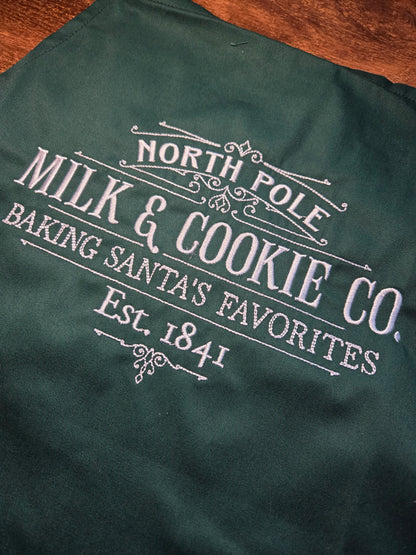 NORTH POLE
MILK & COOKIE CO.
BAKING SANTA'S FAVORITES
Est. 1841